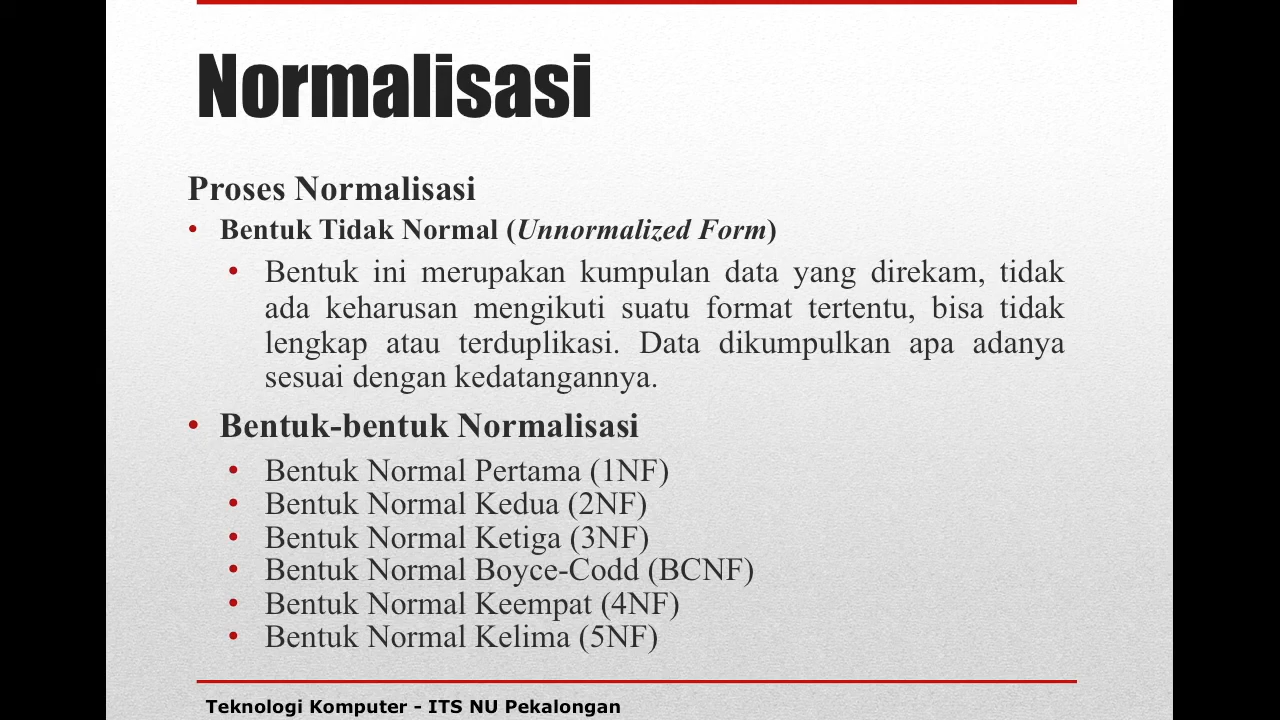 Normalisasi
Proses Normalisasi
• Bentuk Tidak Normal (Unnormalized Form)
• Bentuk ini merupakan kumpulan data yang direkam, tidak
ada keharusan mengikuti suatu format tertentu, bisa tidak
lengkap atau terduplikasi. Data dikumpulkan apa adanya
sesuai dengan kedatangannya.
• Bentuk-bentuk Normalisasi
• Bentuk Normal Pertama (1NF)
• Bentuk Normal Kedua (2NF)
• Bentuk Normal Ketiga (3NF)
• Bentuk Normal Boyce-Codd (BCNF)
• Bentuk Normal Keempat (4NF)
• Bentuk Normal Kelima (5NF)
Teknologi Komputer - ITS NU Pekalongan